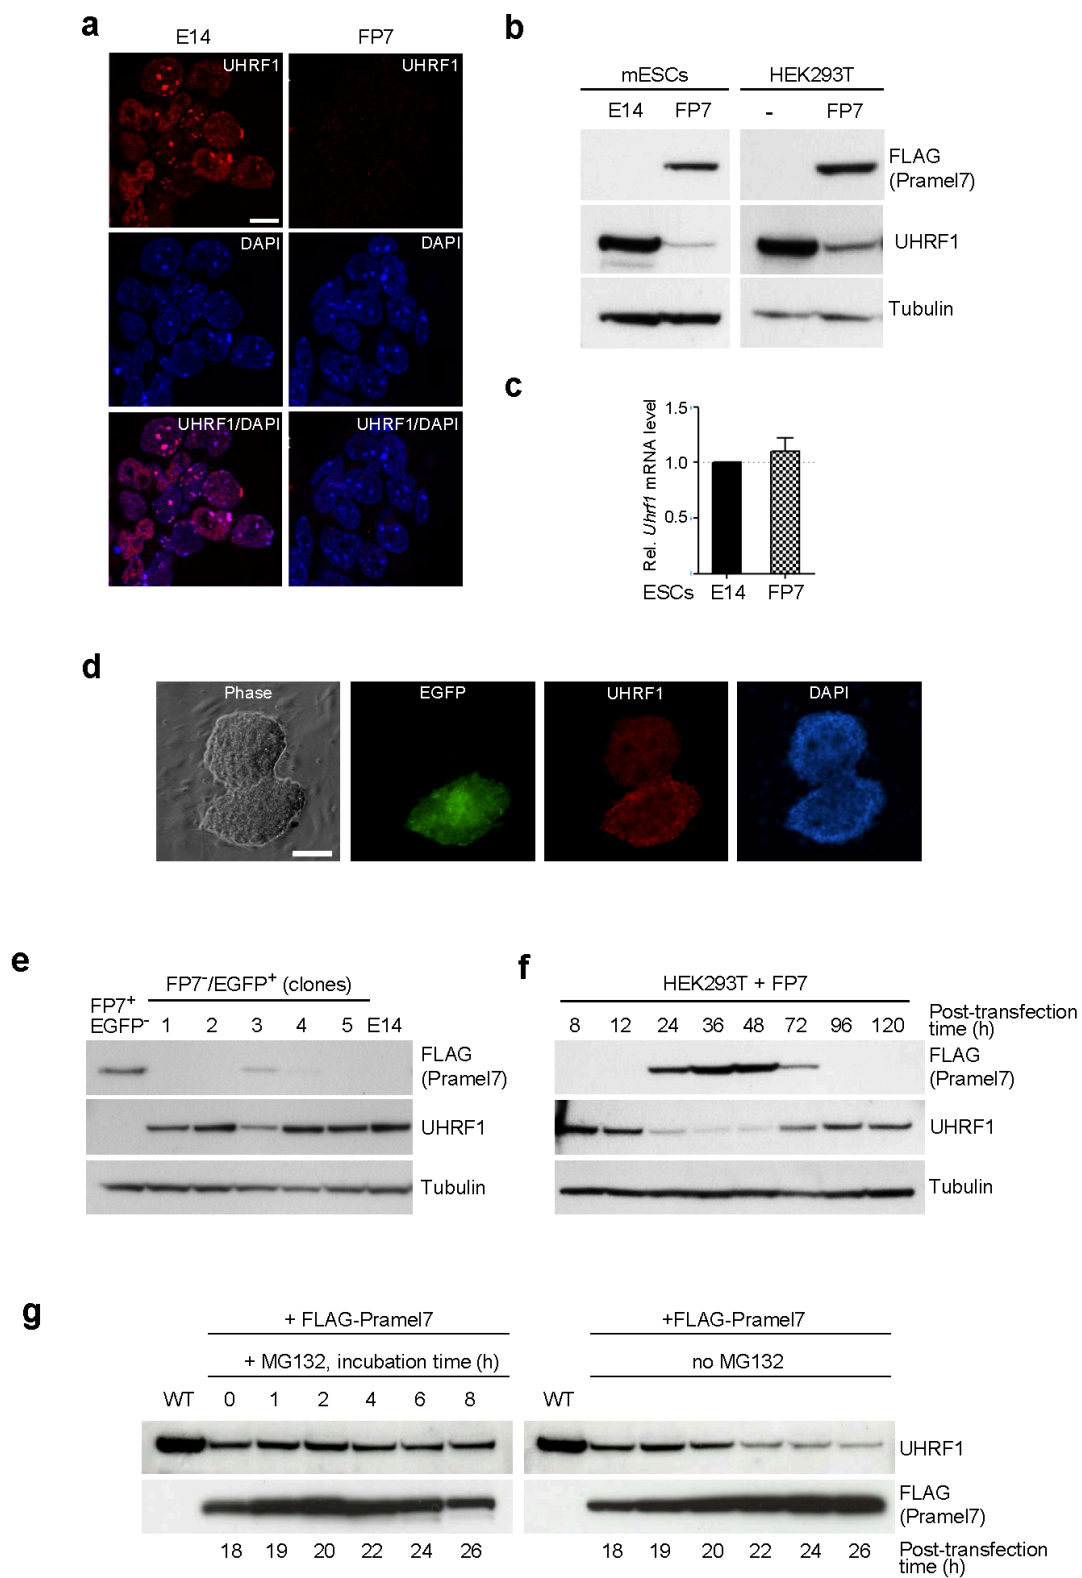 a
E14 FP7
UHRF1 UHRF1
DAPI DAPI
UHRF1/DAPI UHRF1/DAPI
b
mESCs HEK293T
E14 FP7 - FP7
FLAG
(Pramel7)
UHRF1
Tubulin
c
Rel. Uhrf1 mRNA level
1.5
1.0
0.5
0
ESCs E14 FP7
d
Phase EGFP UHRF1 DAPI
e
FP7⁻/EGFP⁺ (clones)
FP7⁺
EGFP⁻ 1 2 3 4 5 E14
FLAG
(Pramel7)
UHRF1
Tubulin
f
HEK293T + FP7
8 12 24 36 48 72 96 120
Post-transfection
time (h)
FLAG
(Pramel7)
UHRF1
Tubulin
g
+ FLAG-Pramel7 +FLAG-Pramel7
+ MG132, incubation time (h) no MG132
WT 0 1 2 4 6 8 WT
UHRF1
FLAG
(Pramel7)
18 19 20 22 24 26 18 19 20 22 24 26
Post-transfection
time (h)